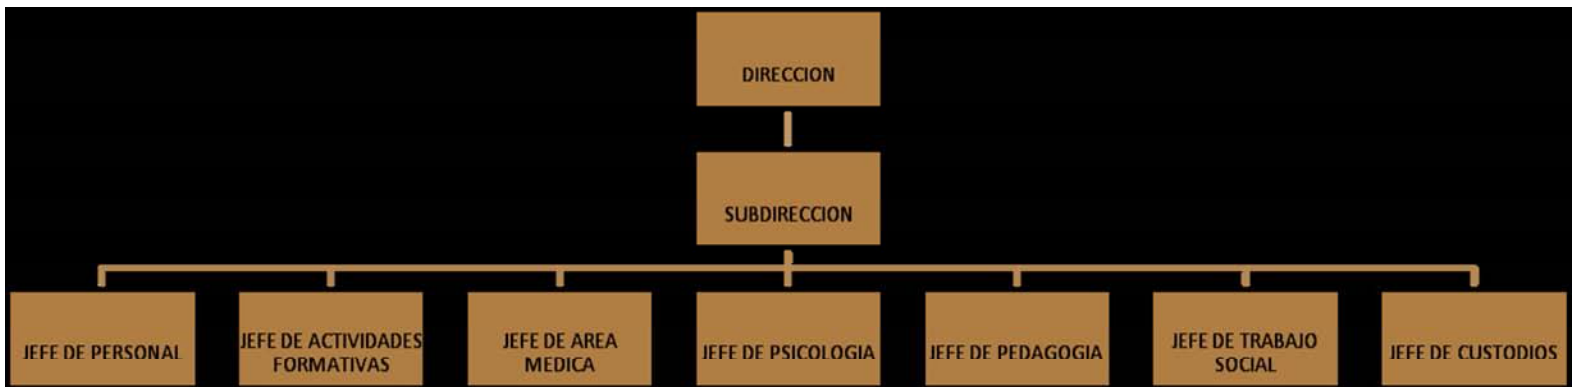 DIRECCION
SUBDIRECCION
JEFE DE PERSONAL
JEFE DE ACTIVIDADES
FORMATIVAS
JEFE DE AREA
MEDICA
JEFE DE PSICOLOGIA
JEFE DE PEDAGOGIA
JEFE DE TRABAJO
SOCIAL
JEFE DE CUSTODIOS